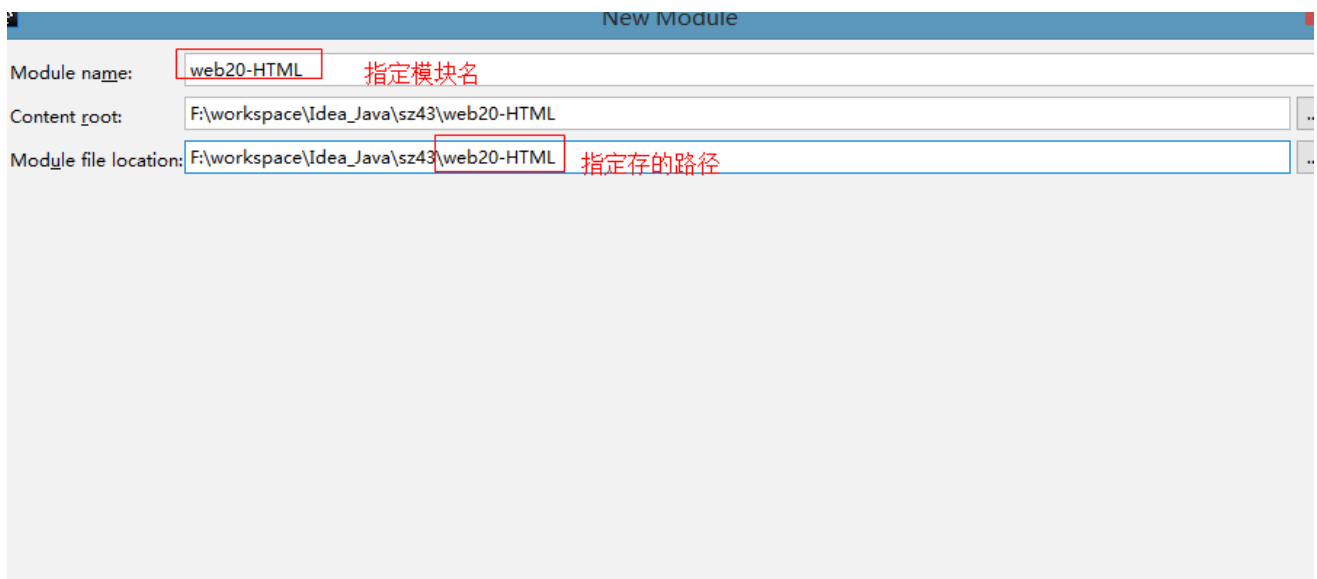 New Module
Module name: web20-HTML 指定模块名
Content root: F:\workspace\Idea_Java\sz43\web20-HTML ..
Module file location: F:\workspace\Idea_Java\sz43\web20-HTML 指定存的路径 ..